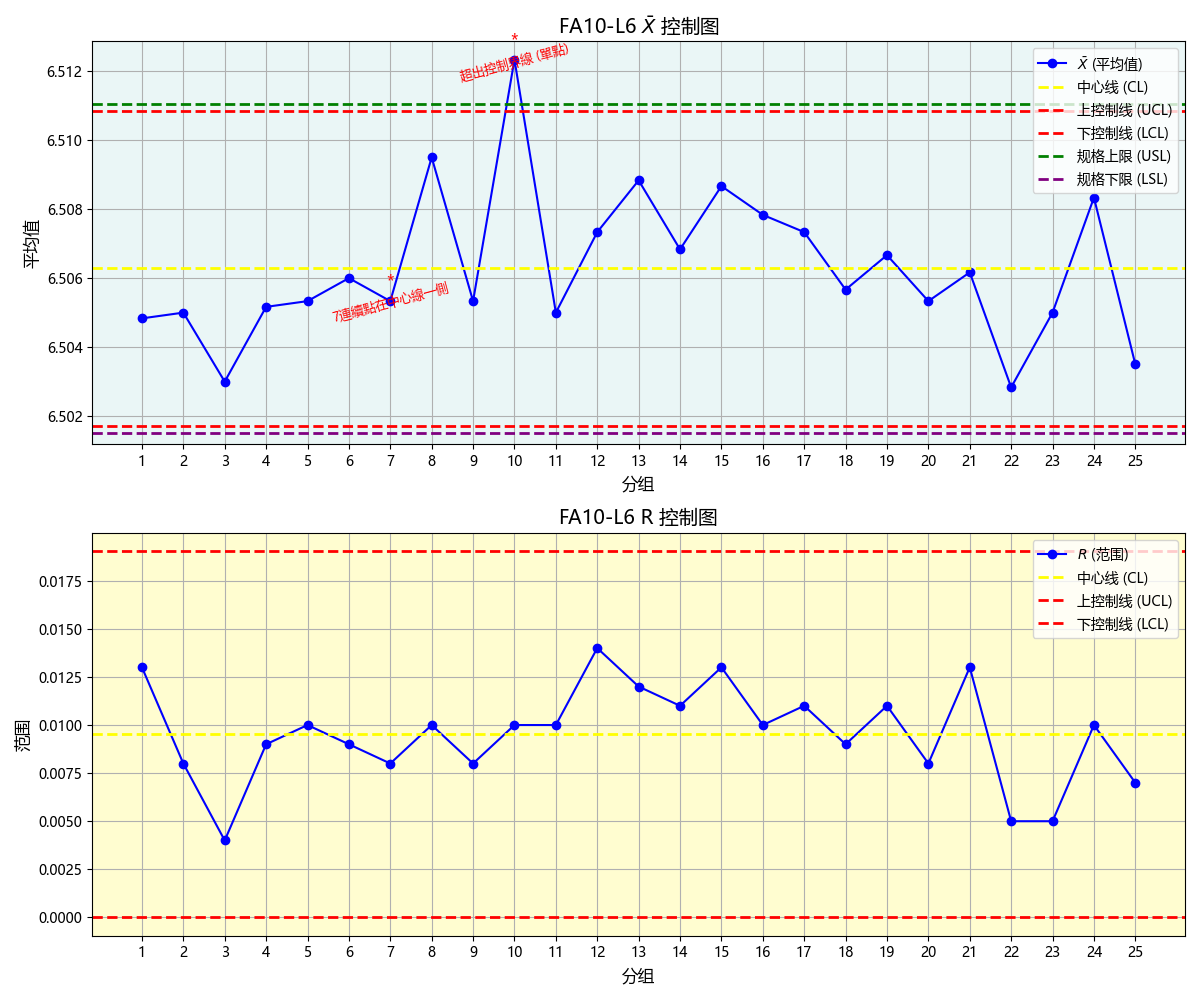 FA10-L6 X̄ 控制图
*
超出控制界線 (單點)
X̄ (平均值)
中心线 (CL)
上控制线 (UCL)
下控制线 (LCL)
规格上限 (USL)
规格下限 (LSL)
6.512
6.510
6.508
6.506
6.504
6.502
平均值
*
7連續點在中心線一側
1 2 3 4 5 6 7 8 9 10 11 12 13 14 15 16 17 18 19 20 21 22 23 24 25
分组
FA10-L6 R 控制图
R (范围)
中心线 (CL)
上控制线 (UCL)
下控制线 (LCL)
0.0175
0.0150
0.0125
0.0100
0.0075
0.0050
0.0025
0.0000
范围
1 2 3 4 5 6 7 8 9 10 11 12 13 14 15 16 17 18 19 20 21 22 23 24 25
分组